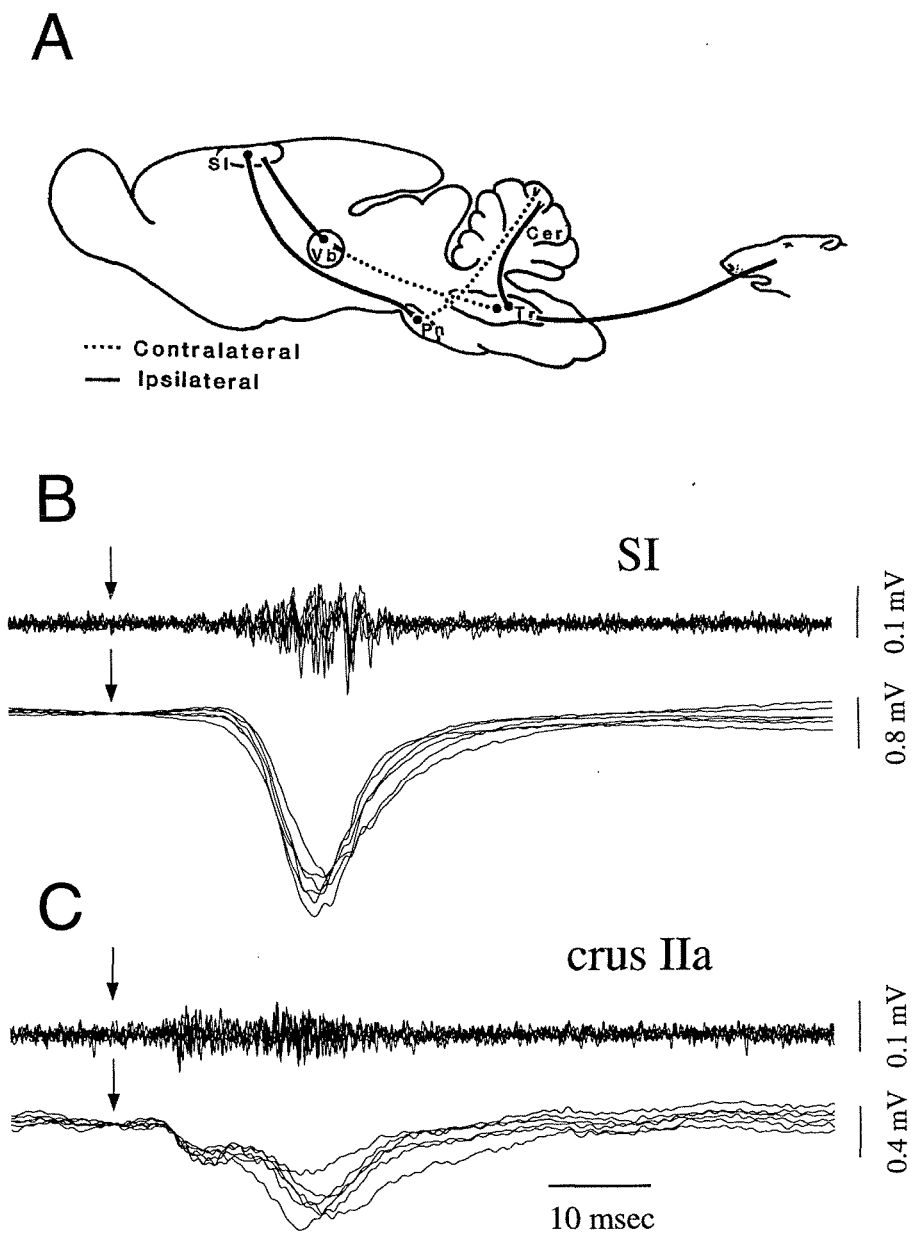 A
SI
Vb
Cer
Tr
Pn
Contralateral
Ipsilateral
B
SI
0.1 mV
0.8 mV
C
crus IIa
0.1 mV
0.4 mV
10 msec